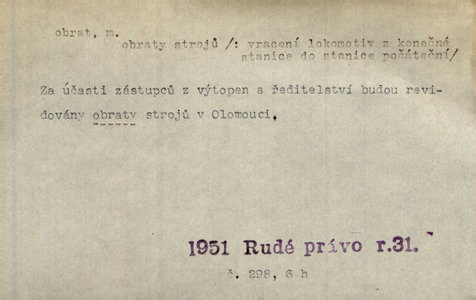 obrat, m.
obraty strojů /: vracení lokomotiv z konečné
stanice do stanice počáteční/
Za účasti zástupců z výtopen a ředitelství budou revi-
dovány obraty strojů v Olomouci.
1951 Rudé právo r.31.
č. 298, 6 h